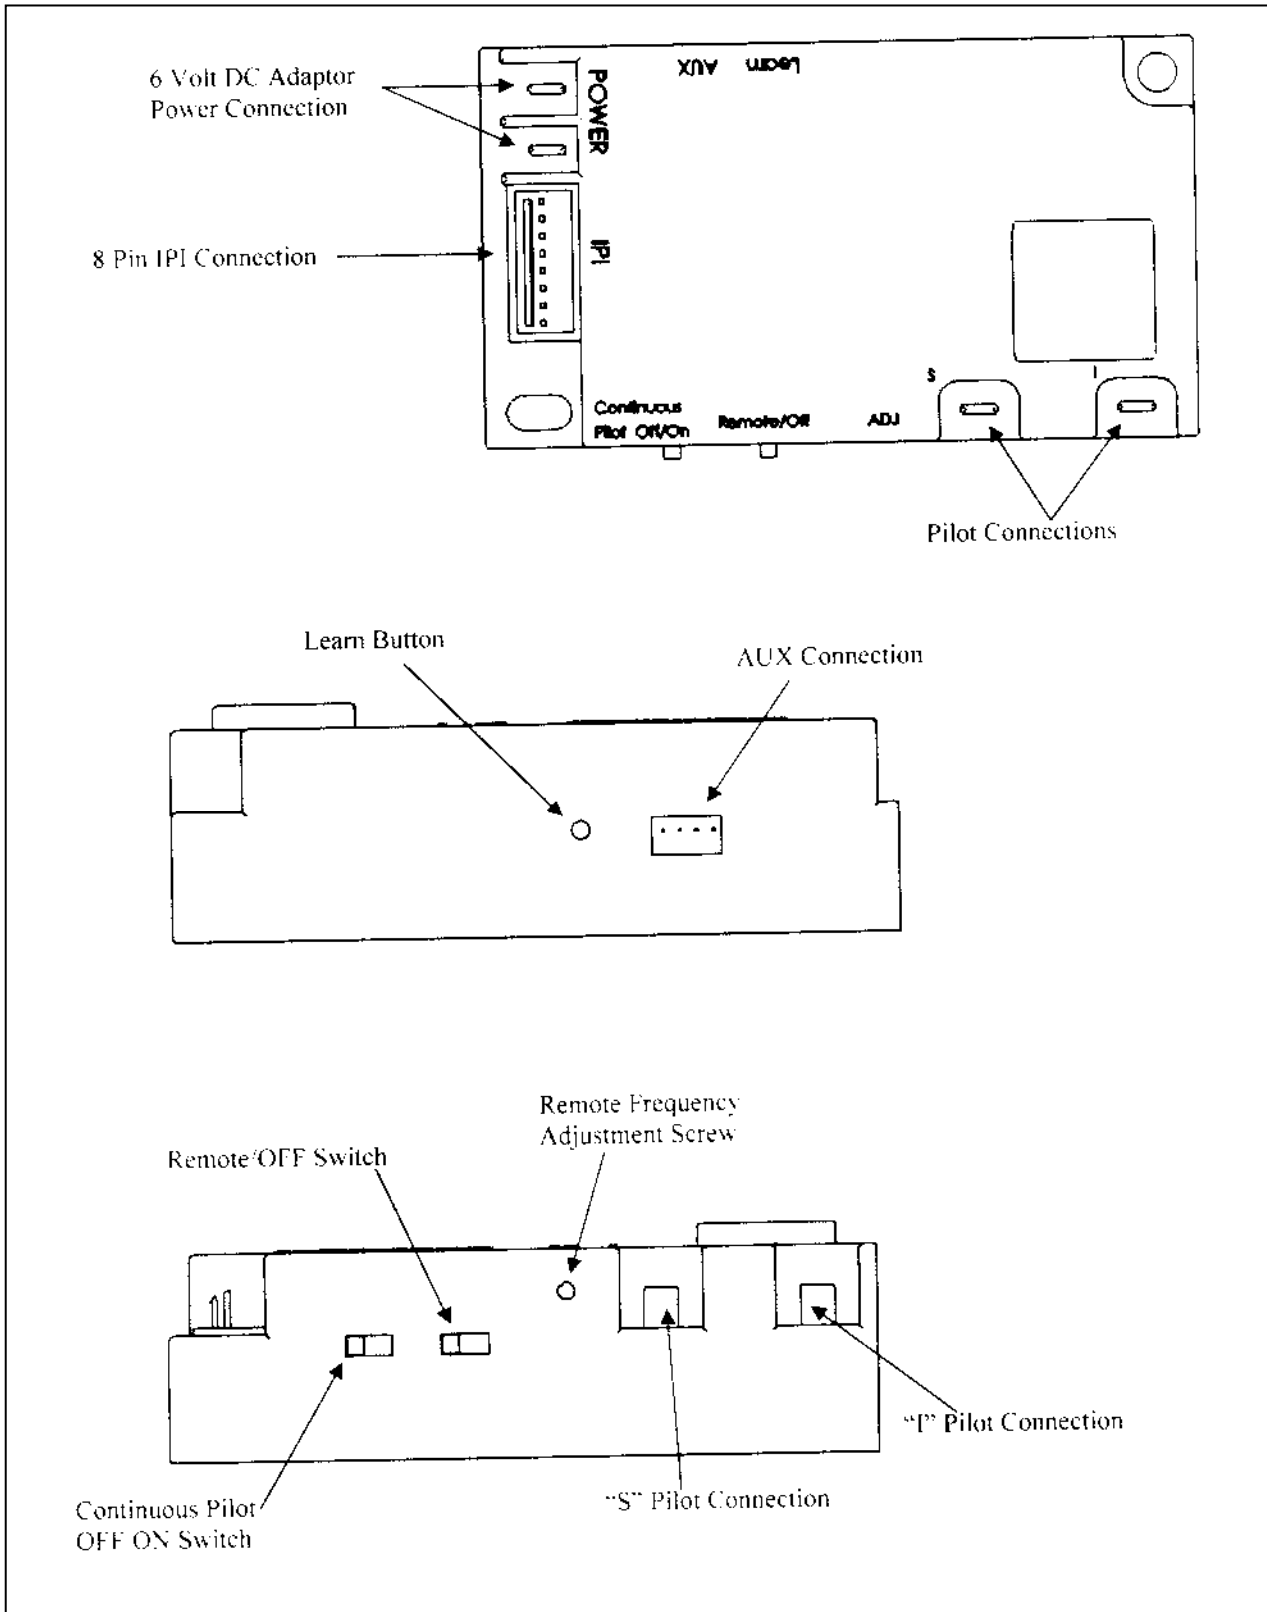 6 Volt DC Adaptor
Power Connection
POWER
AUX Learn
8 Pin IPI Connection
IPI
S
I
Continuous
Pilot Off/On
Remote/Off
ADJ
Pilot Connections
Learn Button
AUX Connection
Remote Frequency
Adjustment Screw
Remote/OFF Switch
"I" Pilot Connection
"S" Pilot Connection
Continuous Pilot
OFF ON Switch